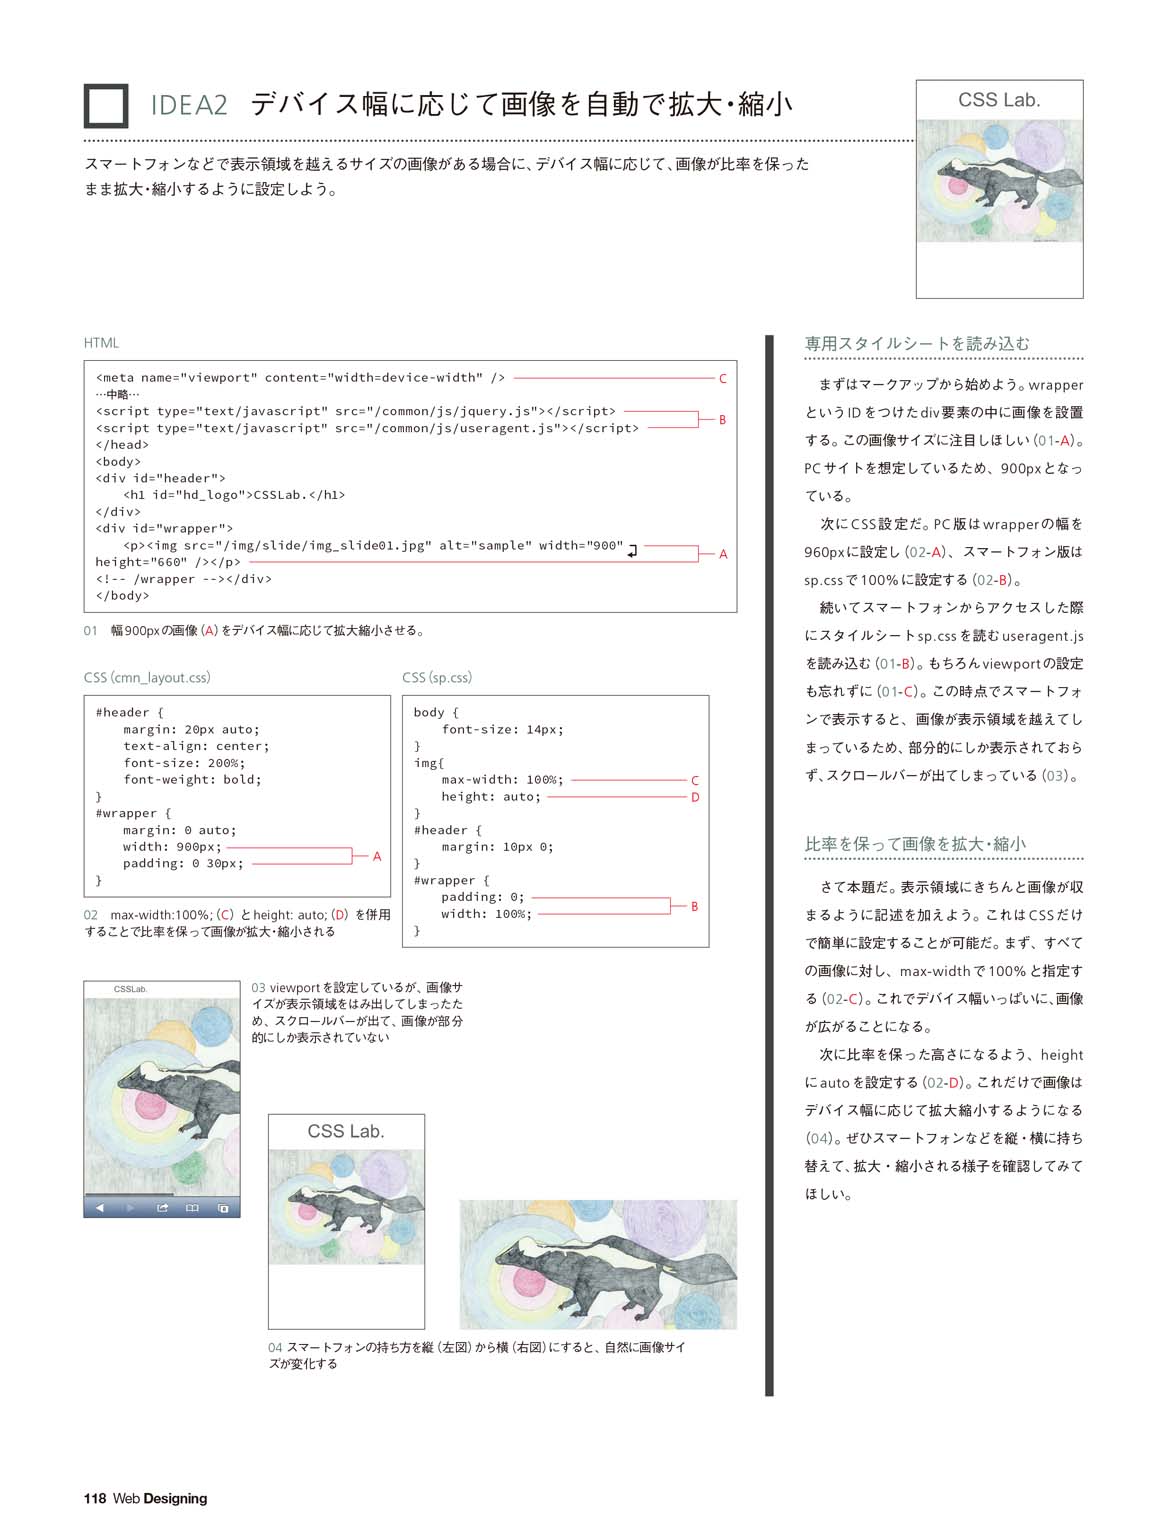 IDEA2 デバイス幅に応じて画像を自動で拡大・縮小
スマートフォンなどで表示領域を越えるサイズの画像がある場合に、デバイス幅に応じて、画像が比率を保った
まま拡大・縮小するように設定しよう。
CSS Lab.
HTML
<meta name="viewport" content="width=device-width" />
C
…中略…
<script type="text/javascript" src="/common/js/jquery.js"></script>
<script type="text/javascript" src="/common/js/useragent.js"></script>
B
</head>
<body>
<div id="header">
<h1 id="hd_logo">CSSLab.</h1>
</div>
<div id="wrapper">
<p><img src="/img/slide/img_slide01.jpg" alt="sample" width="900"
height="660" /></p>
A
<!-- /wrapper --></div>
</body>
01 幅900pxの画像（A）をデバイス幅に応じて拡大縮小させる。
CSS（cmn_layout.css）
#header {
margin: 20px auto;
text-align: center;
font-size: 200%;
font-weight: bold;
}
#wrapper {
margin: 0 auto;
width: 900px;
padding: 0 30px;
A
}
02 max-width:100%;（C）とheight: auto;（D）を併用
することで比率を保って画像が拡大・縮小される
CSS（sp.css）
body {
font-size: 14px;
}
img{
max-width: 100%;
C
height: auto;
D
}
#header {
margin: 10px 0;
}
#wrapper {
padding: 0;
width: 100%;
B
}
CSSLab.
03 viewportを設定しているが、画像サ
イズが表示領域をはみ出してしまったた
め、スクロールバーが出て、画像が部分
的にしか表示されていない
CSS Lab.
04 スマートフォンの持ち方を縦（左図）から横（右図）にすると、自然に画像サイ
ズが変化する
専用スタイルシートを読み込む
まずはマークアップから始めよう。wrapper
というIDをつけたdiv要素の中に画像を設置
する。この画像サイズに注目しほしい（01-A）。
PCサイトを想定しているため、900pxとなっ
ている。
次にCSS設定だ。PC版はwrapperの幅を
960pxに設定し（02-A）、スマートフォン版は
sp.cssで100%に設定する（02-B）。
続いてスマートフォンからアクセスした際
にスタイルシートsp.cssを読むuseragent.js
を読み込む（01-B）。もちろんviewportの設定
も忘れずに（01-C）。この時点でスマートフォ
ンで表示すると、画像が表示領域を越えてし
まっているため、部分的にしか表示されておら
ず、スクロールバーが出てしまっている（03）。
比率を保って画像を拡大・縮小
さて本題だ。表示領域にきちんと画像が収
まるように記述を加えよう。これはCSSだけ
で簡単に設定することが可能だ。まず、すべて
の画像に対し、max-widthで100%と指定す
る（02-C）。これでデバイス幅いっぱいに、画像
が広がることになる。
次に比率を保った高さになるよう、height
にautoを設定する（02-D）。これだけで画像は
デバイス幅に応じて拡大縮小するようになる
（04）。ぜひスマートフォンなどを縦・横に持ち
替えて、拡大・縮小される様子を確認してみて
ほしい。
118 Web Designing